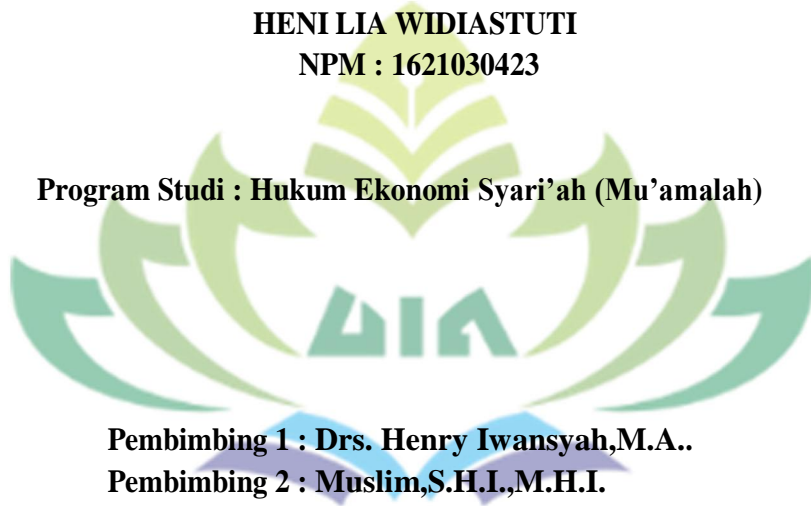 HENI LIA WIDIASTUTI
NPM : 1621030423
Program Studi : Hukum Ekonomi Syari’ah (Mu’amalah)
UIN
Pembimbing 1 : Drs. Henry Iwansyah,M.A..
Pembimbing 2 : Muslim,S.H.I.,M.H.I.